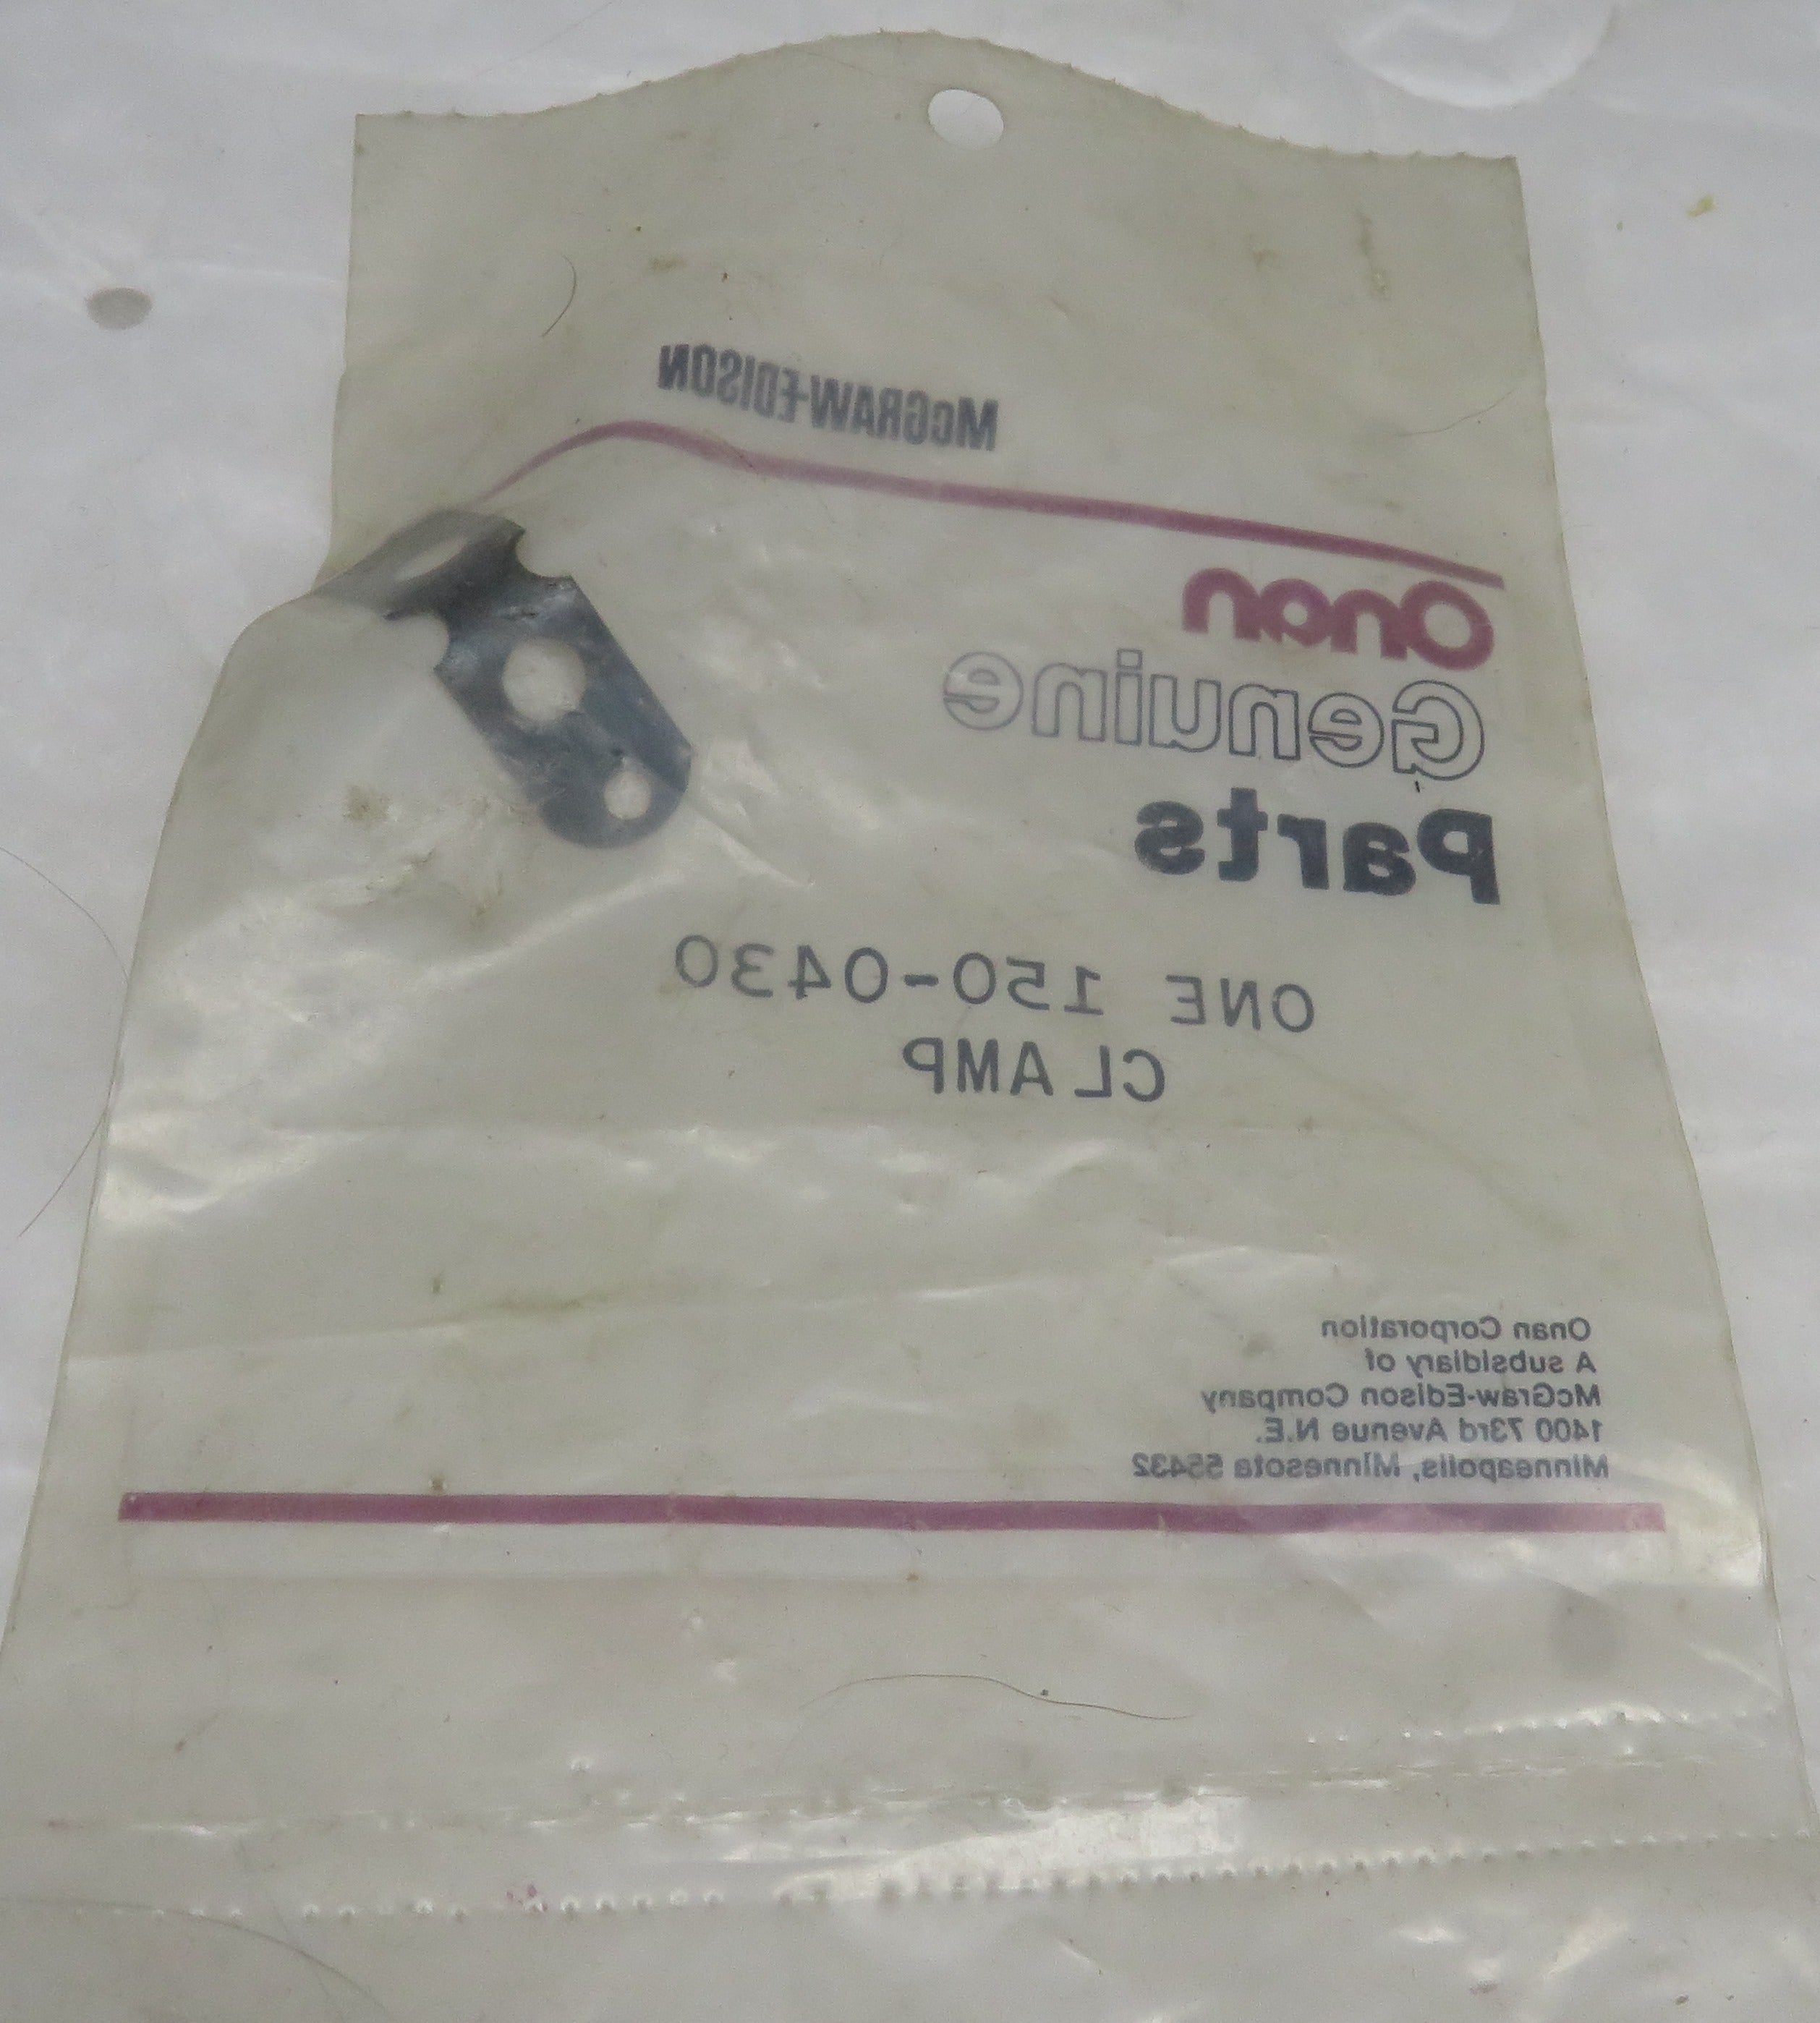 McGRAW-EDISON
Onan
Genuine
Parts
ONE 150-0430
CLAMP
Onan Corporation
A subsidiary of
McGraw-Edison Company
1400 73rd Avenue N.E.
Minneapolis, Minnesota 55432